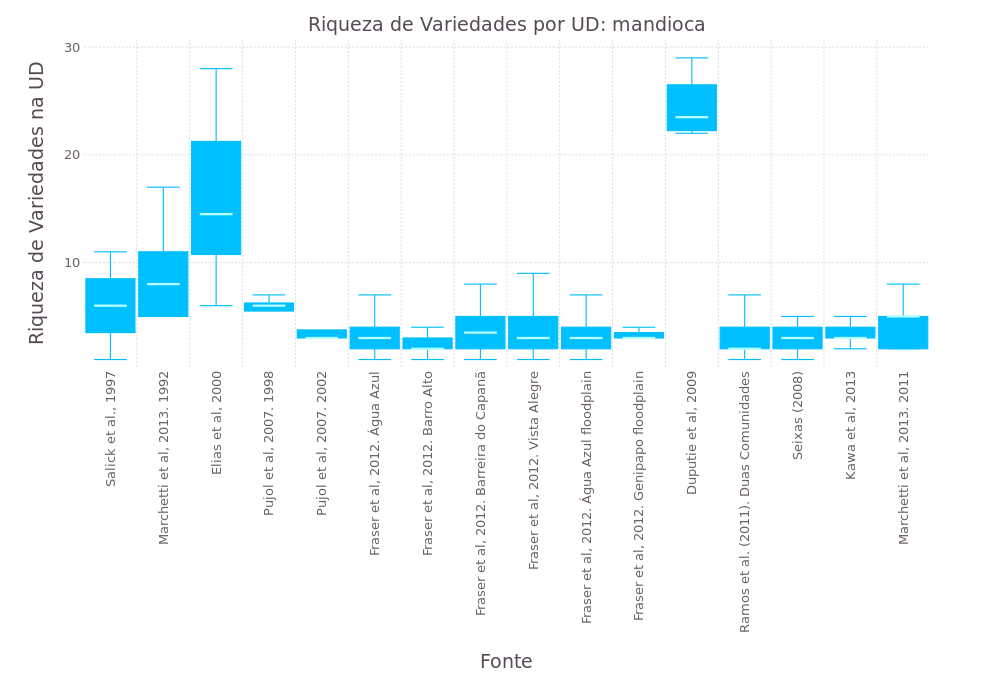 Riqueza de Variedades por UD: mandioca
Riqueza de Variedades na UD
30
20
10
Salick et al., 1997
Marchetti et al, 2013. 1992
Elias et al, 2000
Pujol et al, 2007. 1998
Pujol et al, 2007. 2002
Fraser et al, 2012. Água Azul
Fraser et al, 2012. Barro Alto
Fraser et al, 2012. Barreira do Capanã
Fraser et al, 2012. Vista Alegre
Fraser et al, 2012. Água Azul floodplain
Fraser et al, 2012. Genipapo floodplain
Duputie et al, 2009
Ramos et al. (2011). Duas Comunidades
Seixas (2008)
Kawa et al, 2013
Marchetti et al, 2013. 2011
Fonte